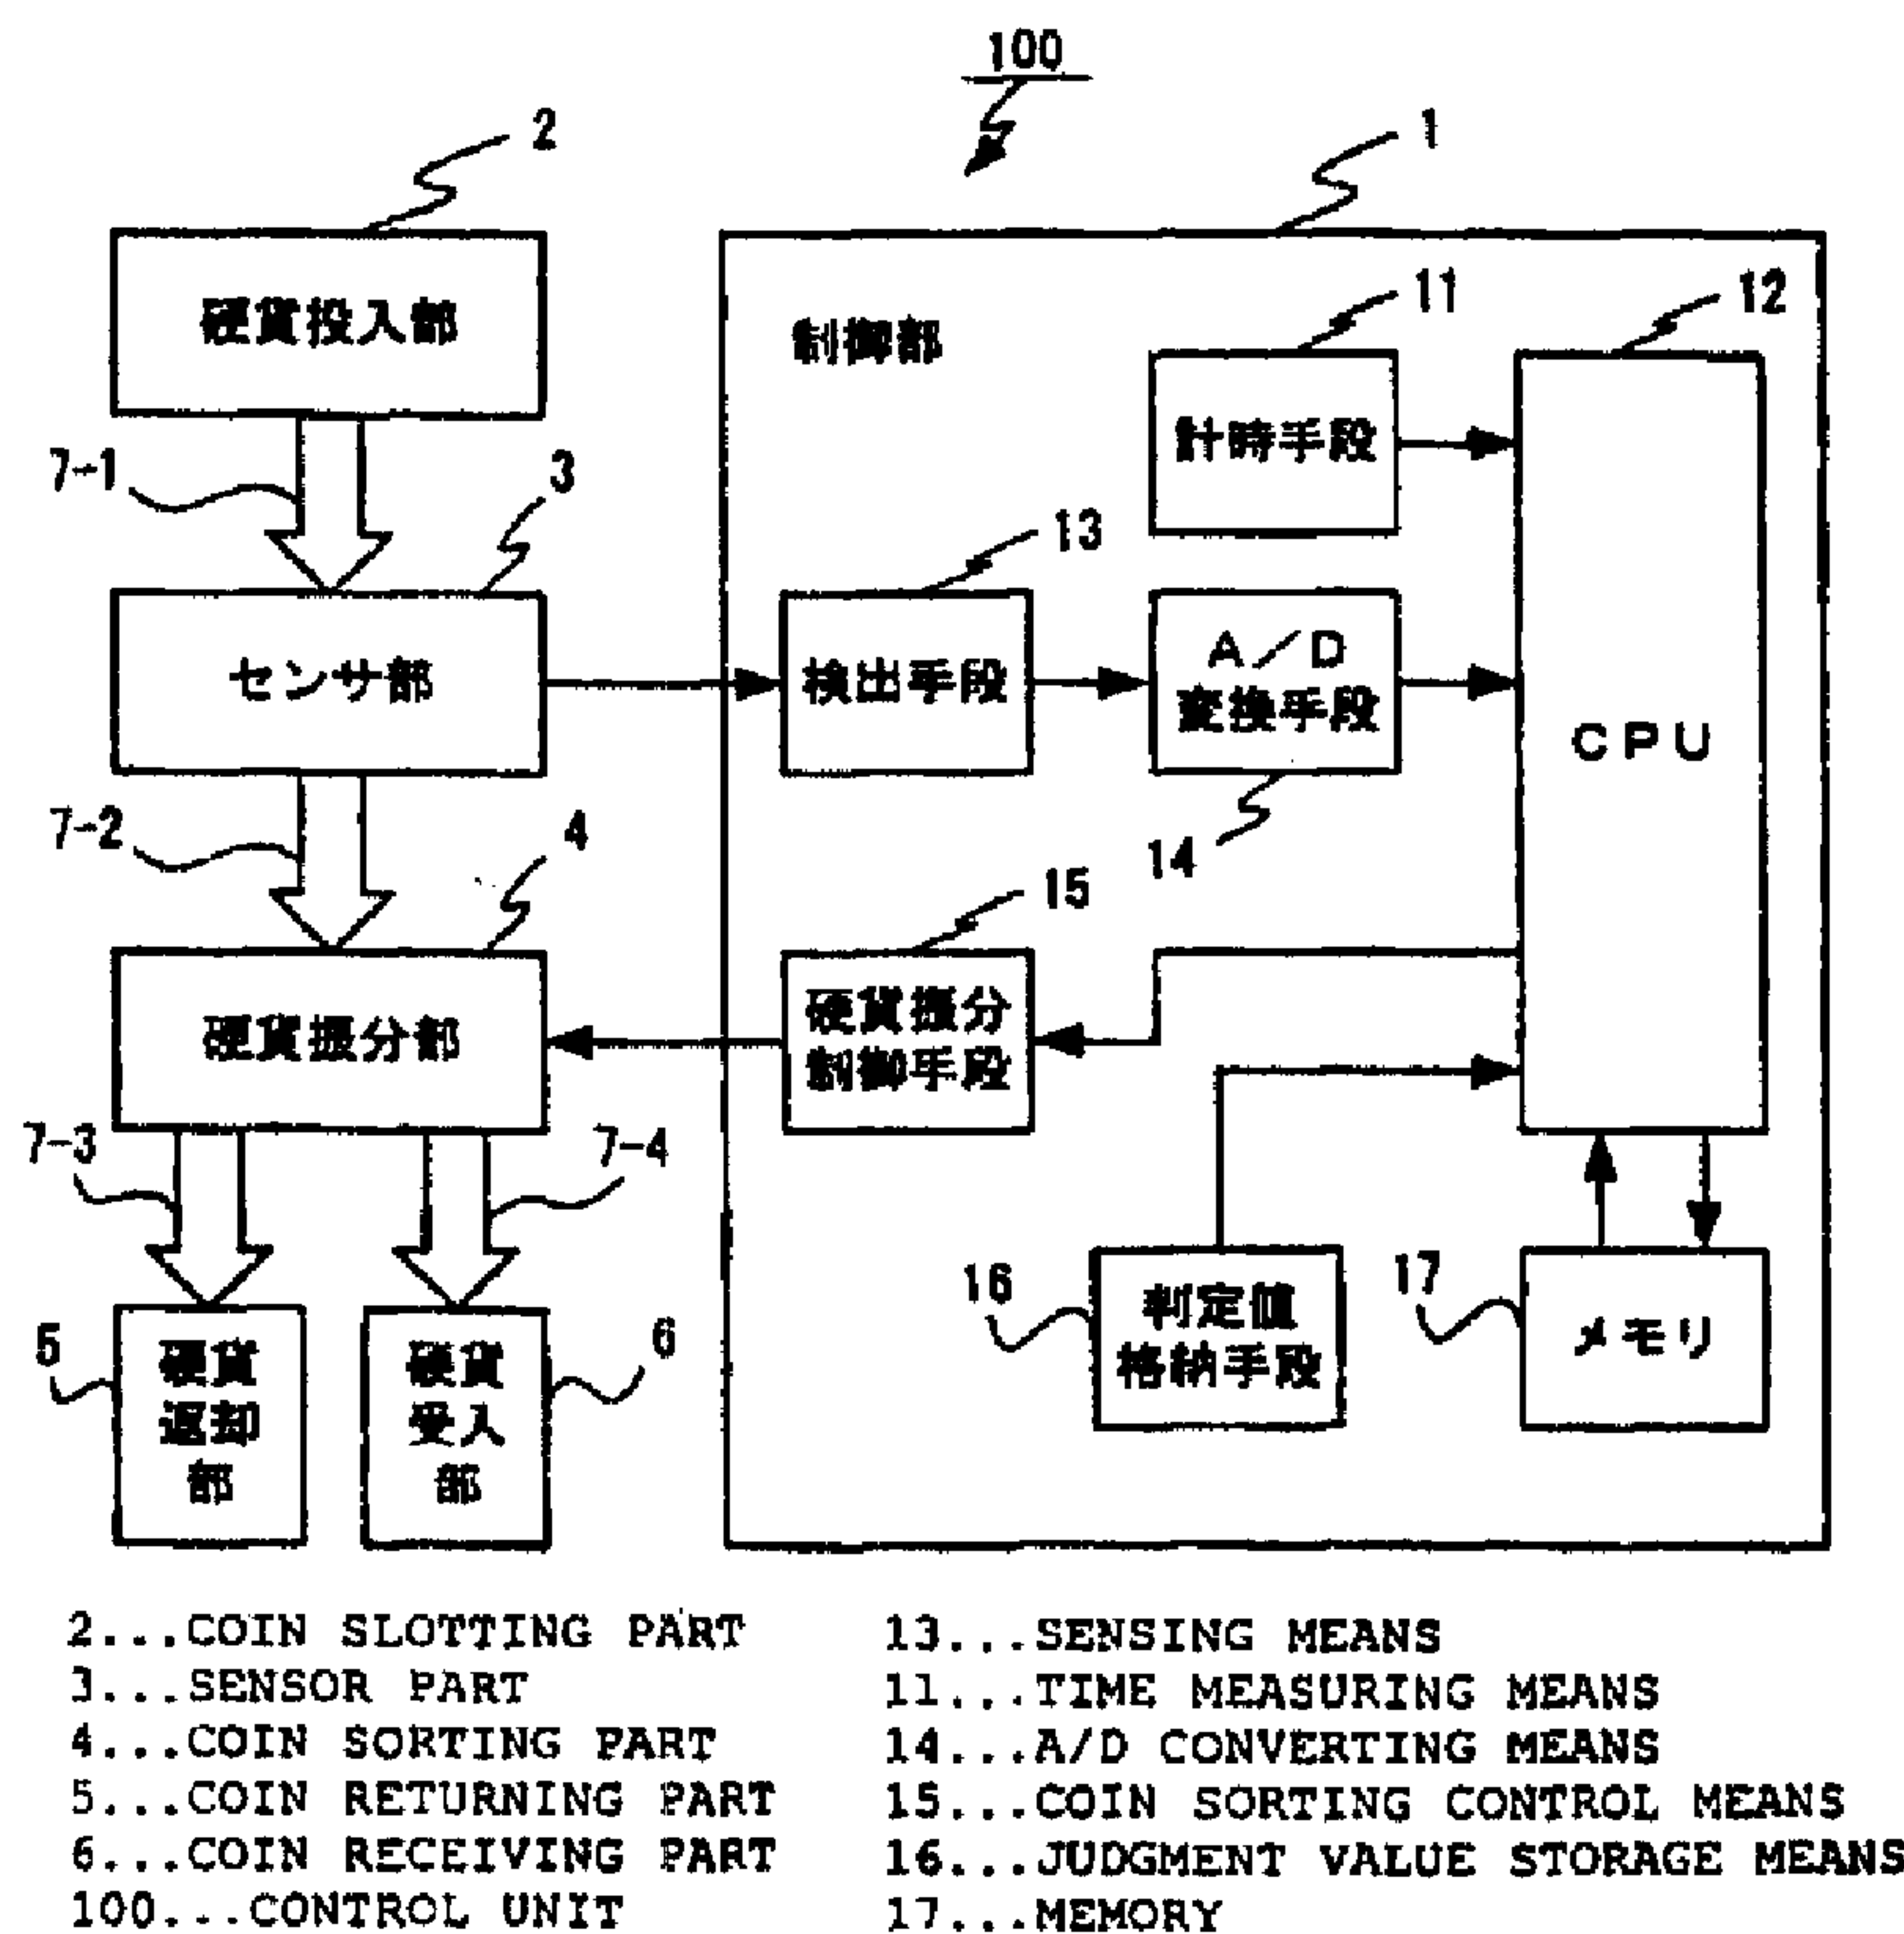 100
2
1
硬貨投入部
制御部
11
12
計時手段
7-1
3
13
センサ部
検出手段
A/D
変換手段
CPU
7-2
4
14
15
硬貨振分部
硬貨振分
制御手段
7-3
7-4
16
判定値
格納手段
17
メモリ
5
硬貨
返却
部
硬貨
受入
部
6
2...COIN SLOTTING PART
3...SENSOR PART
4...COIN SORTING PART
5...COIN RETURNING PART
6...COIN RECEIVING PART
100...CONTROL UNIT
13...SENSING MEANS
11...TIME MEASURING MEANS
14...A/D CONVERTING MEANS
15...COIN SORTING CONTROL MEANS
16...JUDGMENT VALUE STORAGE MEANS
17...MEMORY